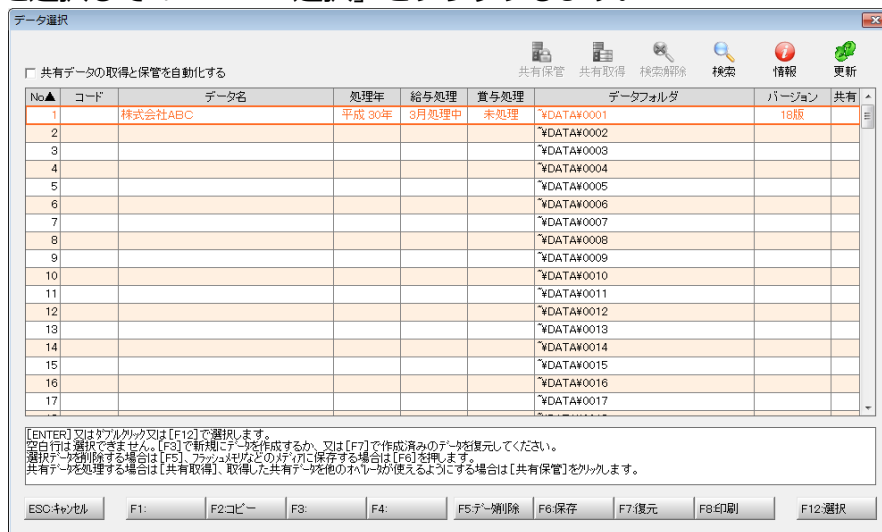 データ選択
共有データの取得と保管を自動化する
共有保管 共有取得 検索解除 検索 情報 更新
No▲ コード データ名 処理年 給与処理 賞与処理 データフォルダ バージョン 共有
1 株式会社ABC 平成 30年 3月処理中 未処理 ~¥DATA¥0001 18版
2 ~¥DATA¥0002
3 ~¥DATA¥0003
4 ~¥DATA¥0004
5 ~¥DATA¥0005
6 ~¥DATA¥0006
7 ~¥DATA¥0007
8 ~¥DATA¥0008
9 ~¥DATA¥0009
10 ~¥DATA¥0010
11 ~¥DATA¥0011
12 ~¥DATA¥0012
13 ~¥DATA¥0013
14 ~¥DATA¥0014
15 ~¥DATA¥0015
16 ~¥DATA¥0016
17 ~¥DATA¥0017
[ENTER]又はダブルクリック又は[F12]で選択します。
空白行は選択できません。[F3]で新規にデータを作成するか、又は[F7]で作成済みのデータを復元してください。
選択データを削除する場合は[F5]、フラッシュメモリなどのメディアに保存する場合は[F6]を押します。
共有データを処理する場合は[共有取得]、取得した共有データを他のオペレータが使えるようにする場合は[共有保管]をクリックします。
ESC:キャンセル F1: F2:コピー F3: F4: F5:データ削除 F6:保存 F7:復元 F8:印刷 F12:選択